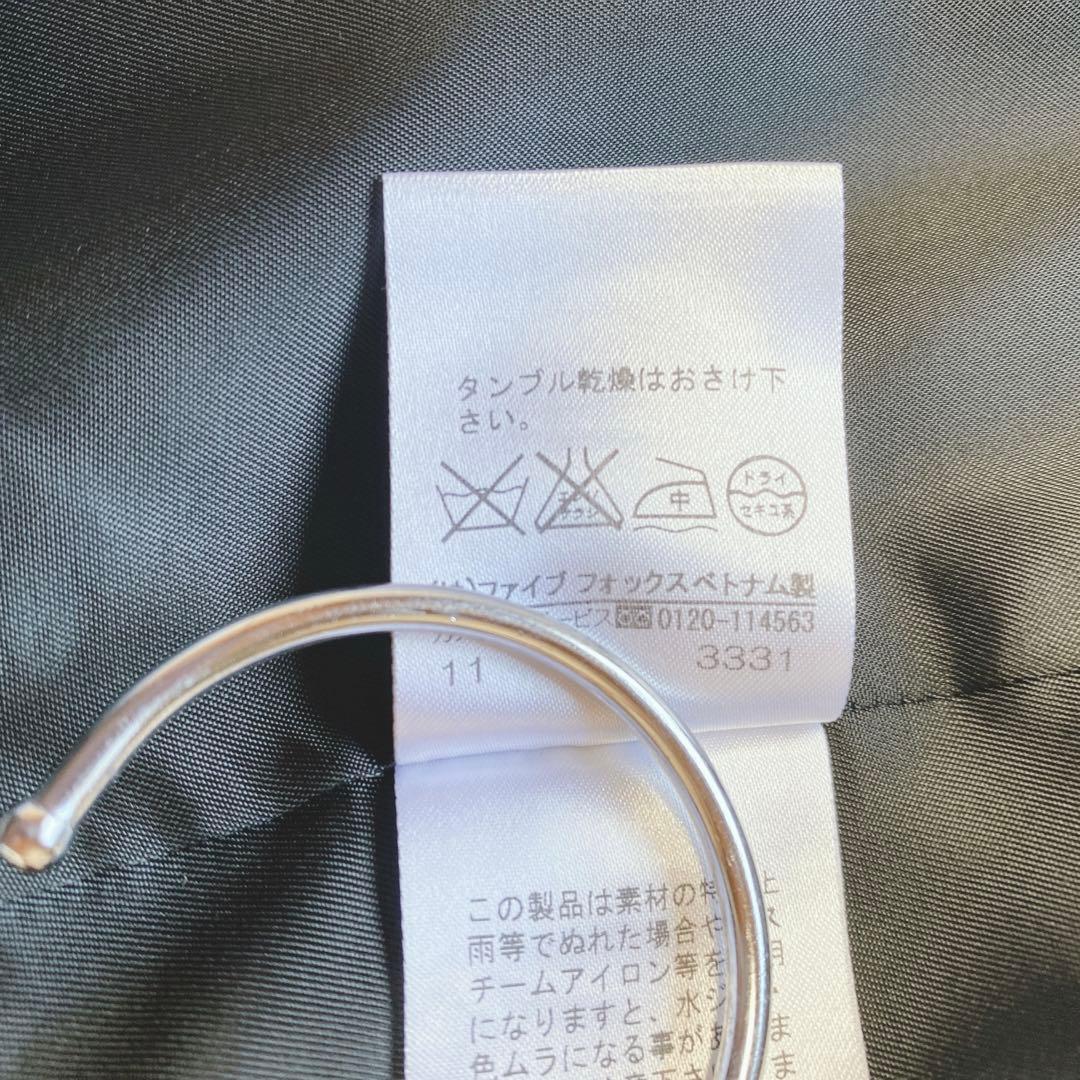 タンブル乾燥はおさけ下
さい。
中
ドライ
セキユ系
ファイブ フォックスベトナム製
ービス 0120-114563
11 3331
この製品は素材の特 上
雨等でぬれた場合や
チームアイロン等を
になりますと、水ジ
色ムラになる事が